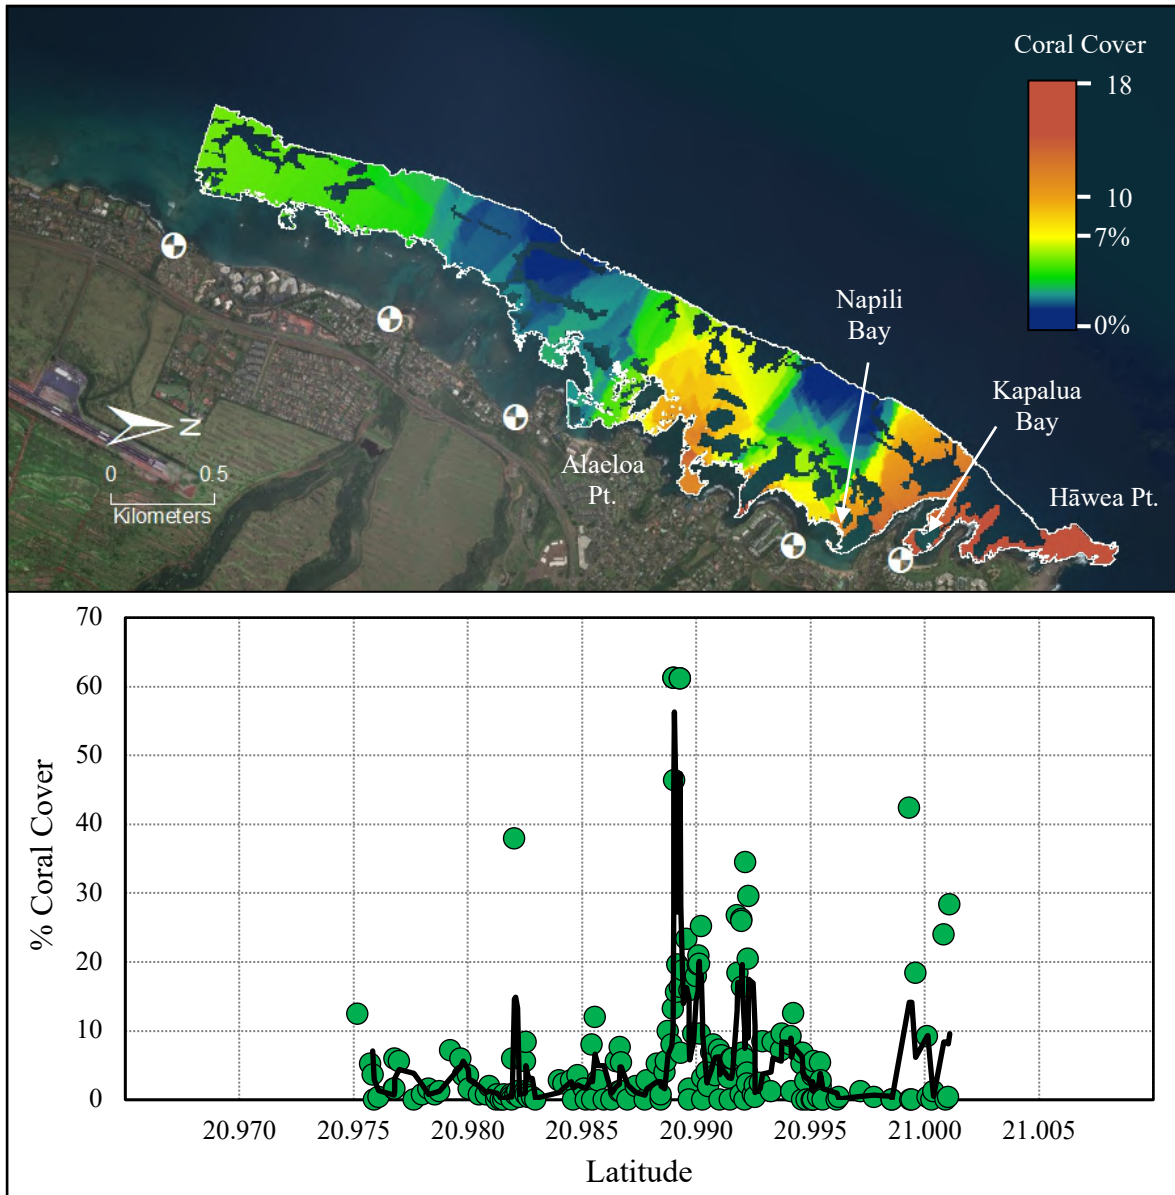 Coral Cover
18
10
7%
0%
Napili
Bay
Kapalua
Bay
Hāwea Pt.
Alaeloa
Pt.
N
0 0.5
Kilometers
70
60
50
40
30
20
10
0
% Coral Cover
20.970 20.975 20.980 20.985 20.990 20.995 21.000 21.005
Latitude